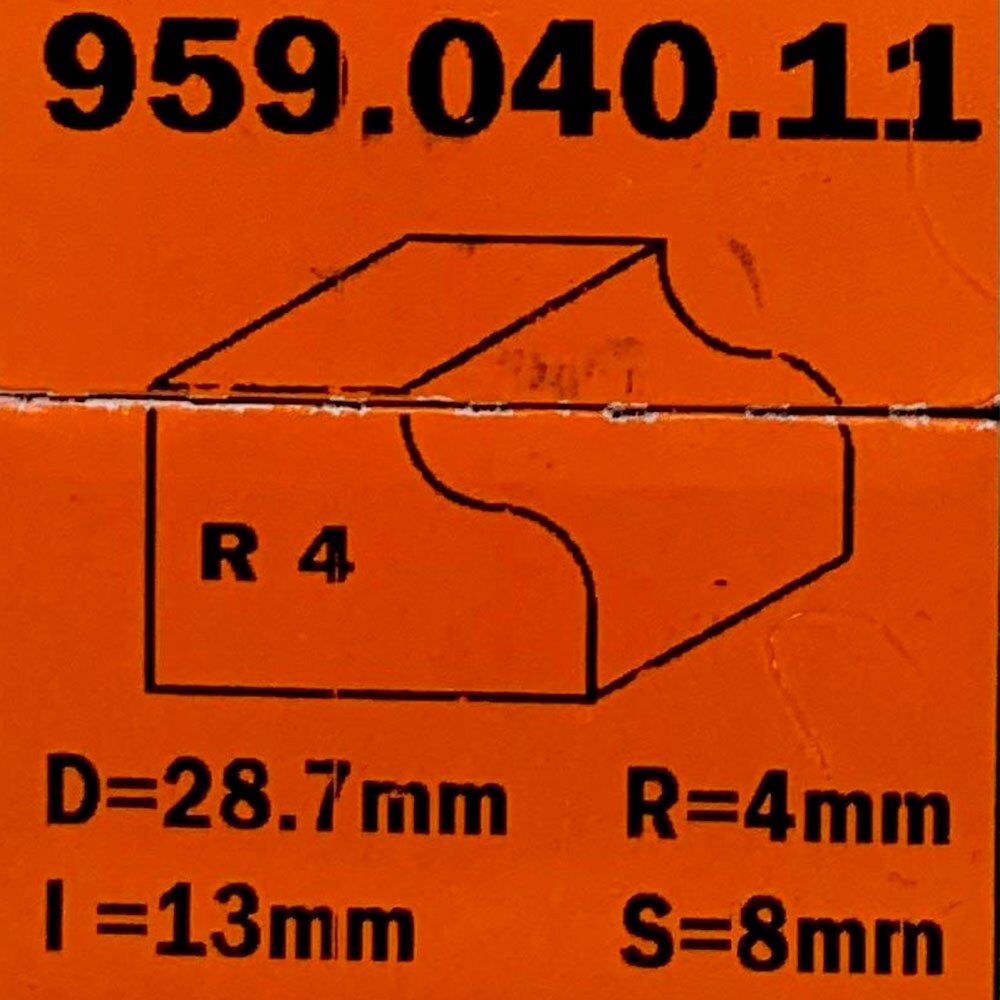 959.040.11
R 4
D=28.7mm R=4mm
I =13mm S=8mm